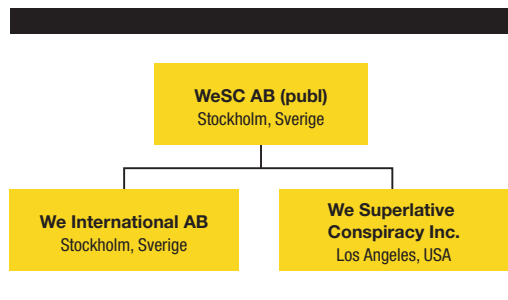 WeSC AB (publ)
Stockholm, Sverige
We International AB
Stockholm, Sverige
We Superlative
Conspiracy Inc.
Los Angeles, USA